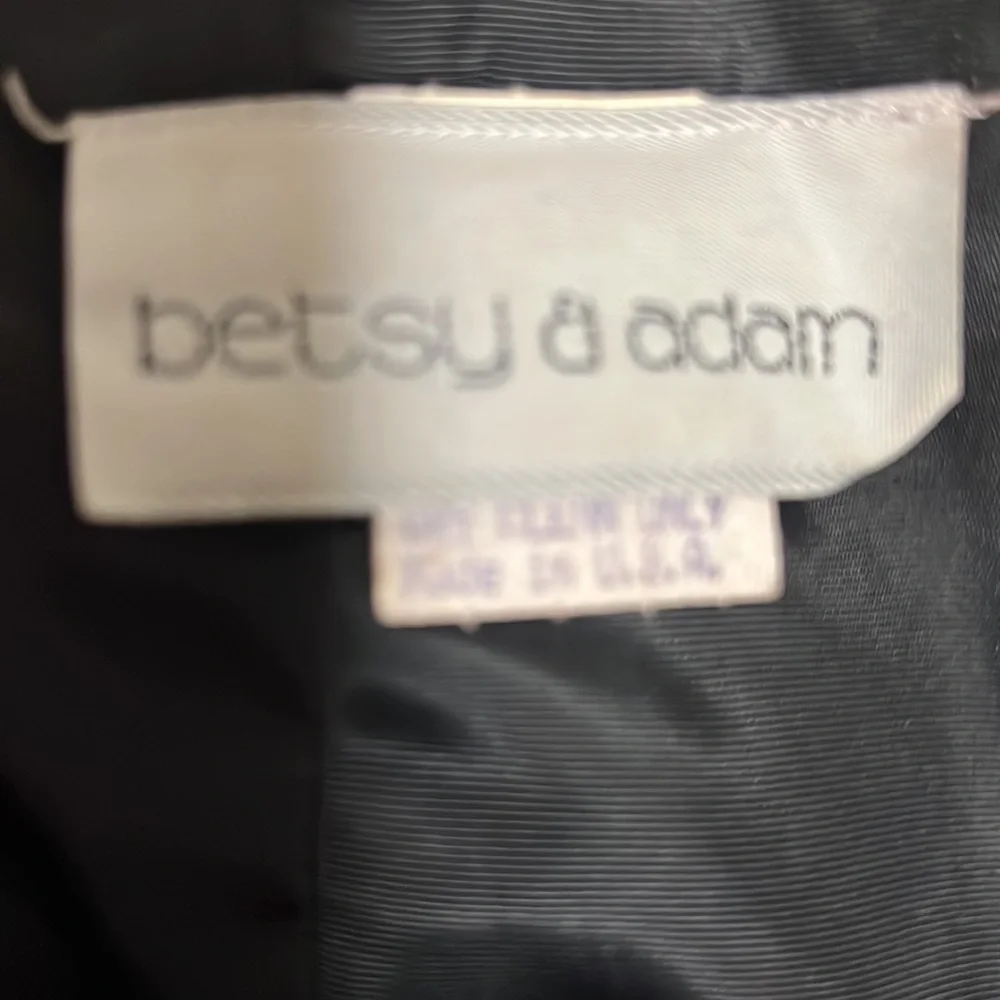 betsy & adam
DRY CLEAN ONLY
MADE IN U.S.A.